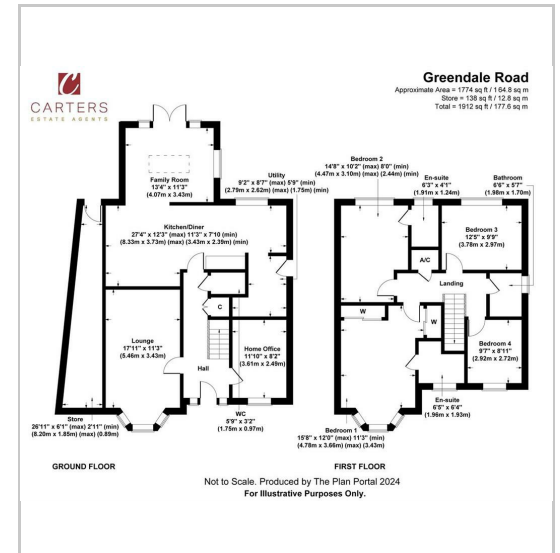 CARTERS
ESTATE AGENTS
Greendale Road
Approximate Area = 1774 sq ft / 164.8 sq m
Store = 138 sq ft / 12.8 sq m
Total = 1912 sq ft / 177.6 sq m
Family Room
13'4" x 11'3"
(4.07m x 3.43m)
Utility
9'2" x 8'7" (max) 5'9" (min)
(2.79m x 2.62m) (max) (1.75m) (min)
Kitchen/Diner
27'4" x 12'3" (max) 11'3" x 7'10 (min)
(8.33m x 3.73m) (max) (3.43m x 2.39m) (min)
C
Lounge
17'11" x 11'3"
(5.46m x 3.43m)
Home Office
11'10" x 8'2"
(3.61m x 2.49m)
Hall
Store
26'11" x 6'1" (max) 2'11" (min)
(8.20m x 1.85m) (max) (0.89m)
WC
5'9" x 3'2"
(1.75m x 0.97m)
GROUND FLOOR
Bedroom 2
14'8" x 10'2" (max) 8'0" (min)
(4.47m x 3.10m) (max) (2.44m) (min)
En-suite
6'3" x 4'1"
(1.91m x 1.24m)
Bathroom
6'6" x 5'7"
(1.98m x 1.70m)
Bedroom 3
12'5" x 9'9"
(3.78m x 2.97m)
A/C
Landing
W
W
Bedroom 4
9'7" x 8'11"
(2.92m x 2.72m)
En-suite
6'5" x 6'4"
(1.96m x 1.93m)
Bedroom 1
15'8" x 12'0" (max) 11'3" (min)
(4.78m x 3.66m) (max) (3.43m)
FIRST FLOOR
Not to Scale. Produced by The Plan Portal 2024
For Illustrative Purposes Only.